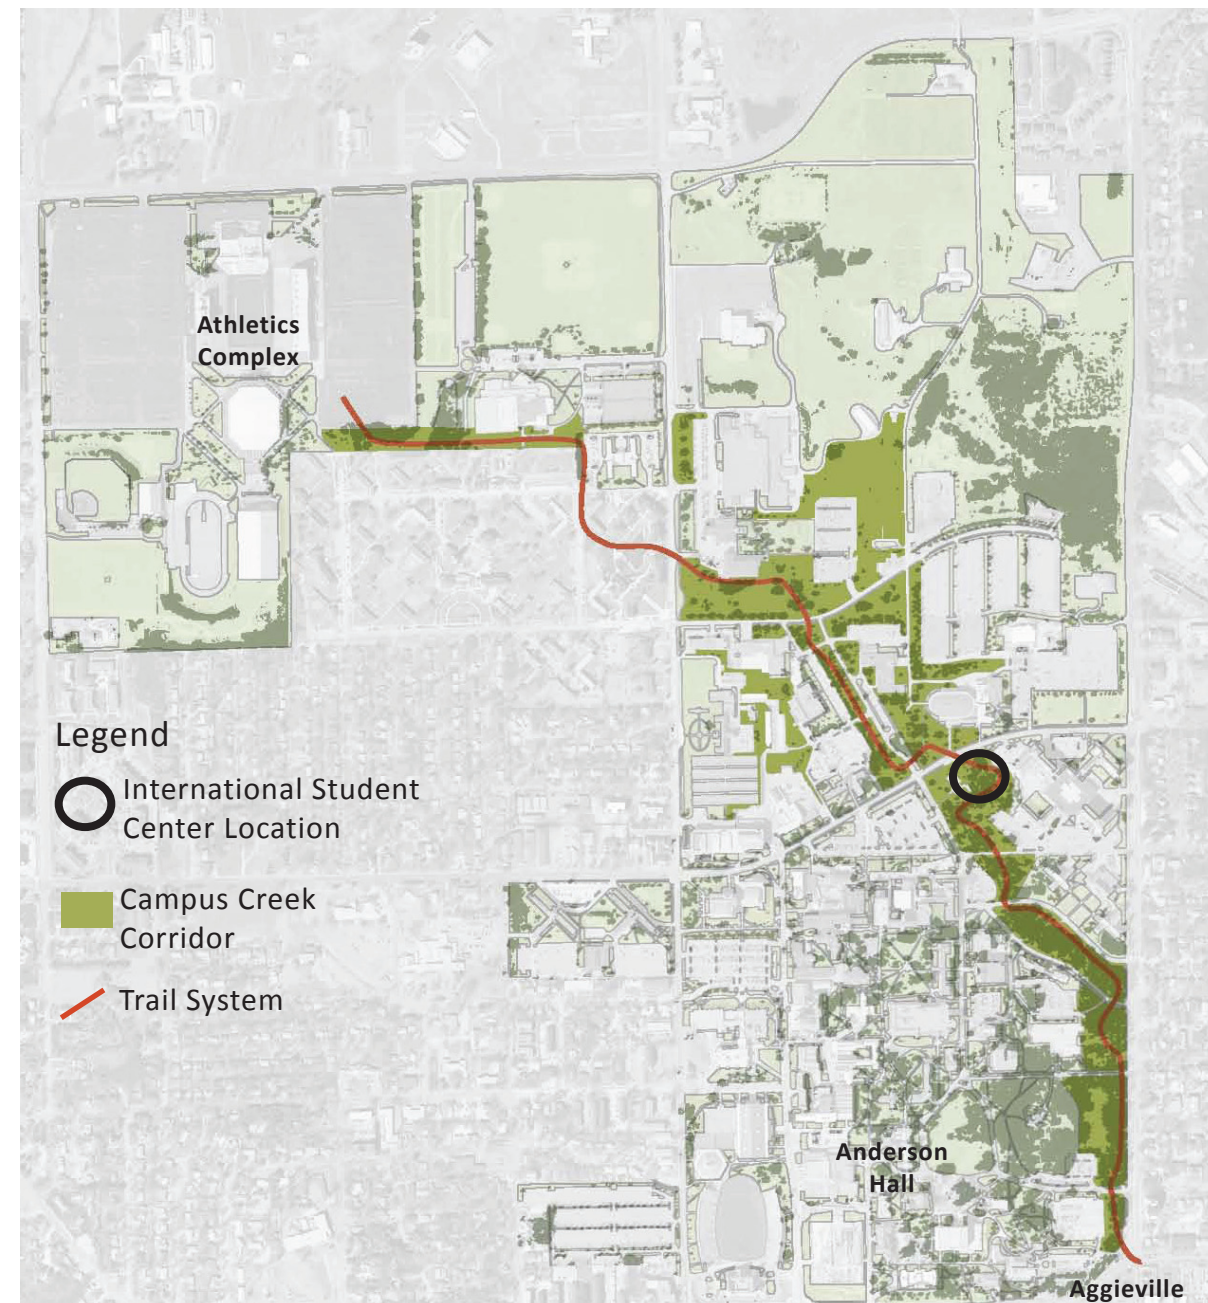 Athletics
Complex
Legend
International Student
Center Location
Campus Creek
Corridor
Trail System
Anderson
Hall
Aggieville